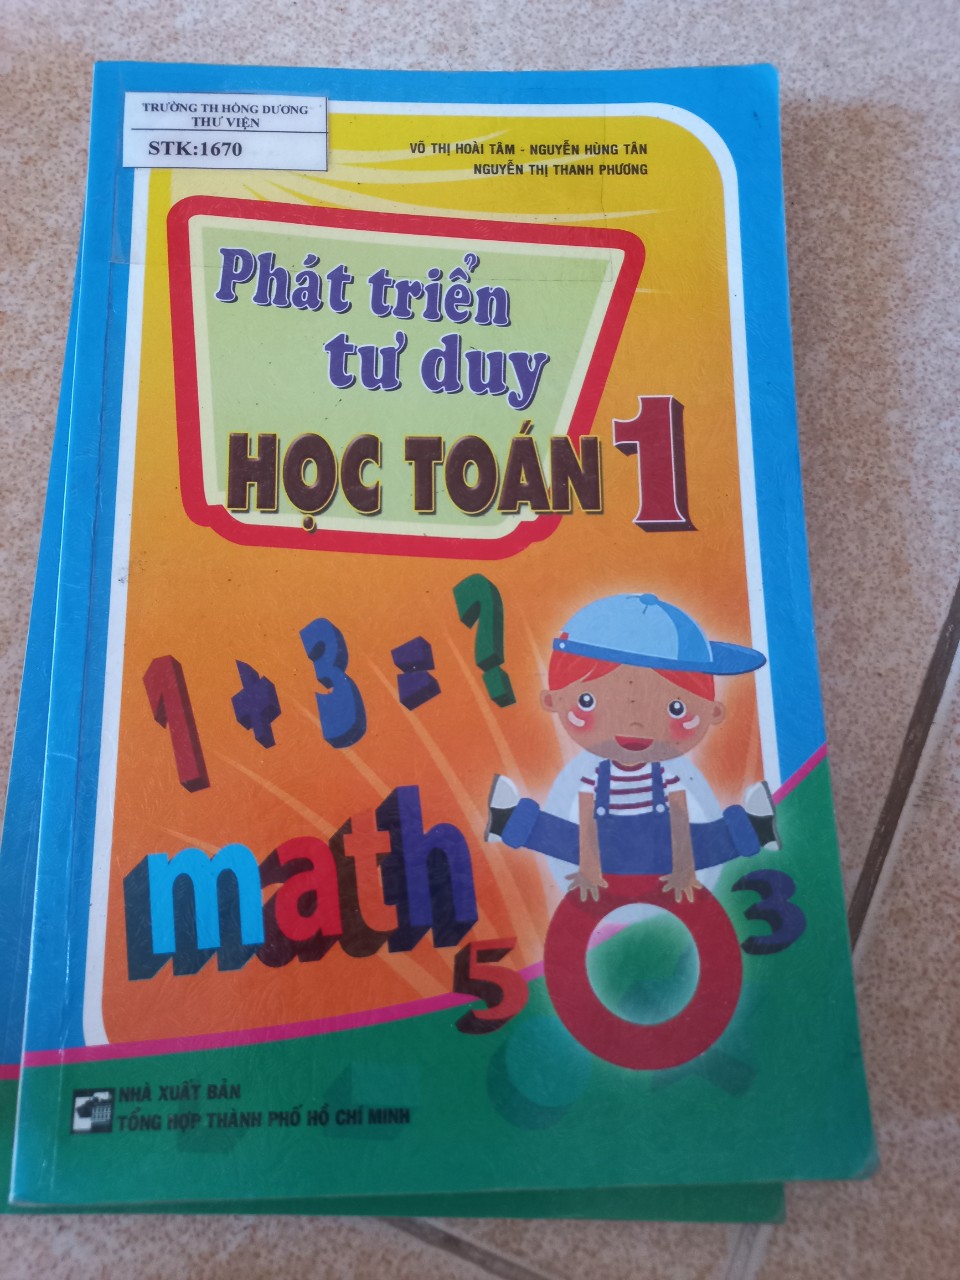 TRƯỜNG TH HỒNG DƯƠNG
THƯ VIỆN
STK:1670
VÕ THỊ HOÀI TÂM - NGUYỄN HÙNG TÂN
NGUYỄN THỊ THANH PHƯƠNG
Phát triển
tư duy
HỌC TOÁN 1
1 + 3 = ?
math
5 0 3
NHÀ XUẤT BẢN
TỔNG HỢP THÀNH PHỐ HỒ CHÍ MINH